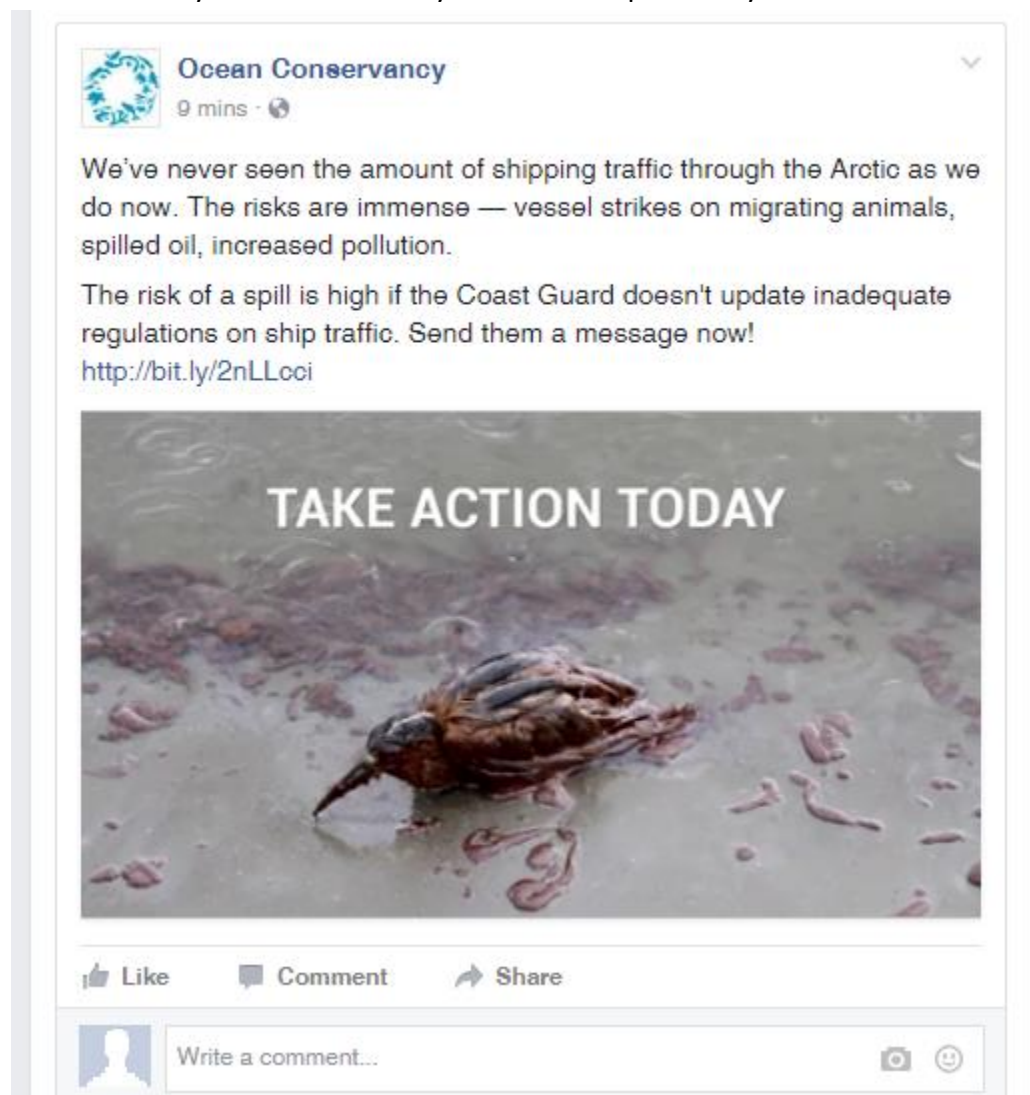 Ocean Conservancy
9 mins ·
We've never seen the amount of shipping traffic through the Arctic as we
do now. The risks are immense — vessel strikes on migrating animals,
spilled oil, increased pollution.
The risk of a spill is high if the Coast Guard doesn't update inadequate
regulations on ship traffic. Send them a message now!
http://bit.ly/2nLLcci
TAKE ACTION TODAY
Like Comment Share
Write a comment...